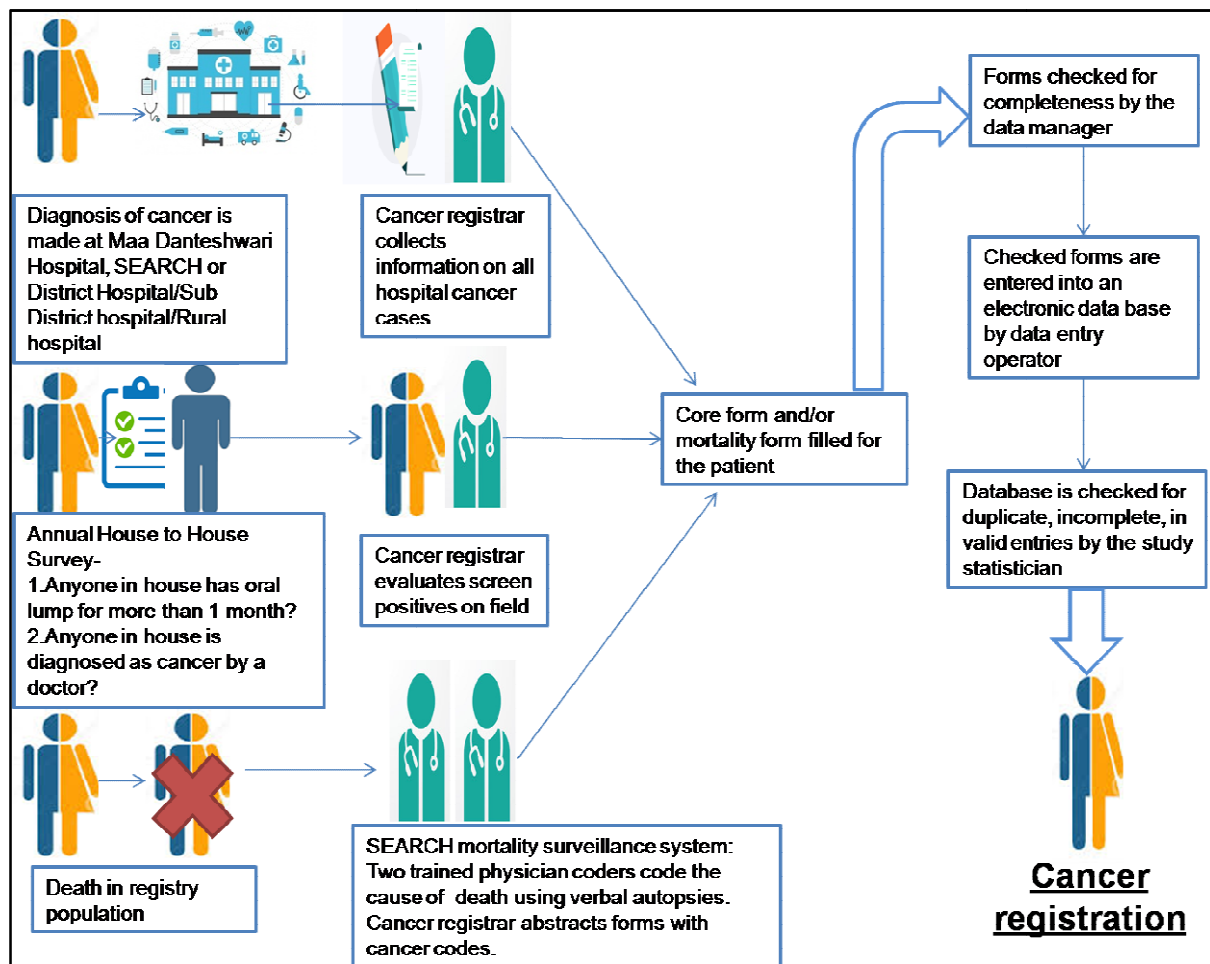 Diagnosis of cancer is
made at Maa Danteshwari
Hospital, SEARCH or
District Hospital/Sub
District hospital/Rural
hospital
Cancer registrar
collects
information on all
hospital cancer
cases
Annual House to House
Survey-
1.Anyone in house has oral
lump for more than 1 month?
2.Anyone in house is
diagnosed as cancer by a
doctor?
Cancer registrar
evaluates screen
positives on field
Death in registry
population
SEARCH mortality surveillance system:
Two trained physician coders code the
cause of death using verbal autopsies.
Cancer registrar abstracts forms with
cancer codes.
Core form and/or
mortality form filled for
the patient
Forms checked for
completeness by the
data manager
Checked forms are
entered into an
electronic data base
by data entry
operator
Database is checked for
duplicate, incomplete, in
valid entries by the study
statistician
Cancer
registration